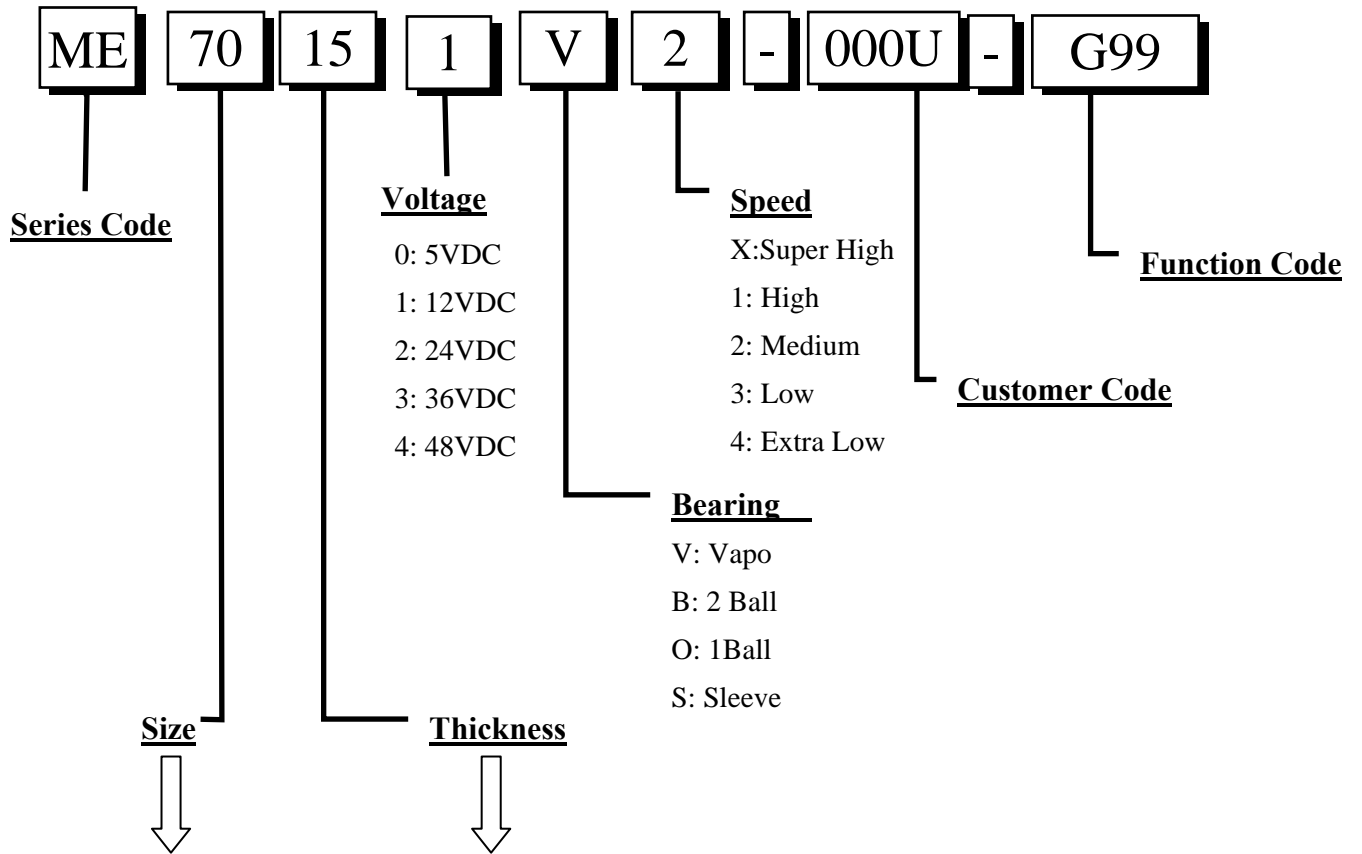 ME 70 15 1 V 2 - 000U - G99
Series Code
Voltage
0: 5VDC
1: 12VDC
2: 24VDC
3: 36VDC
4: 48VDC
Speed
X:Super High
1: High
2: Medium
3: Low
4: Extra Low
Function Code
Customer Code
Bearing
V: Vapo
B: 2 Ball
O: 1Ball
S: Sleeve
Size
Thickness